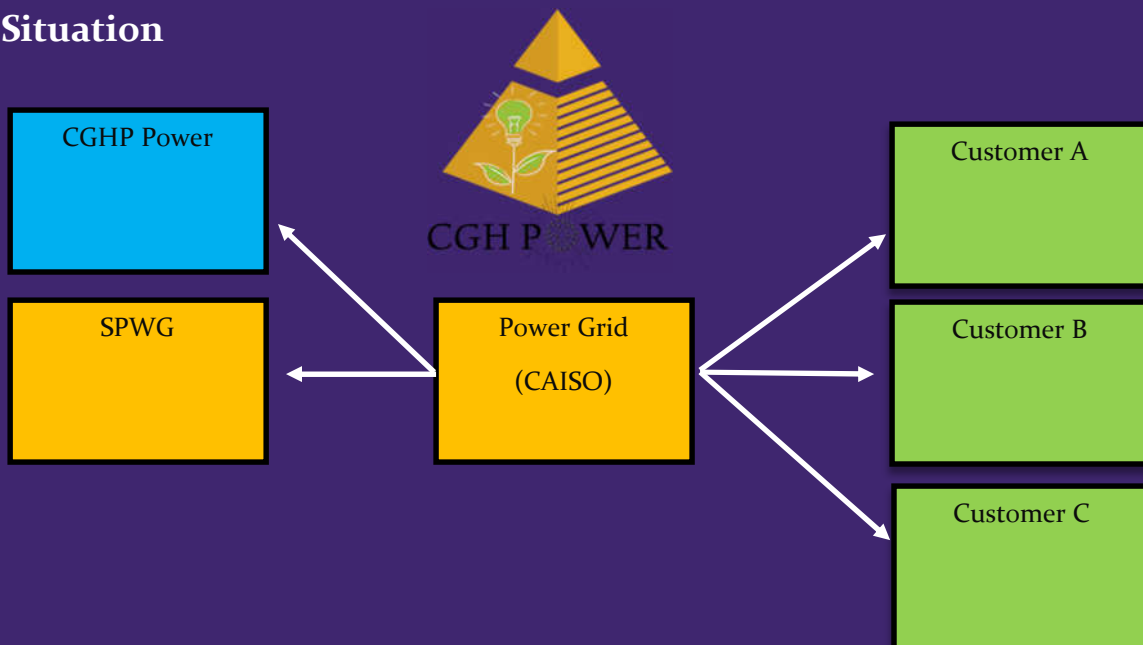 Situation
CGH POWER
CGHP Power
Customer A
SPWG
Power Grid
(CAISO)
Customer B
Customer C